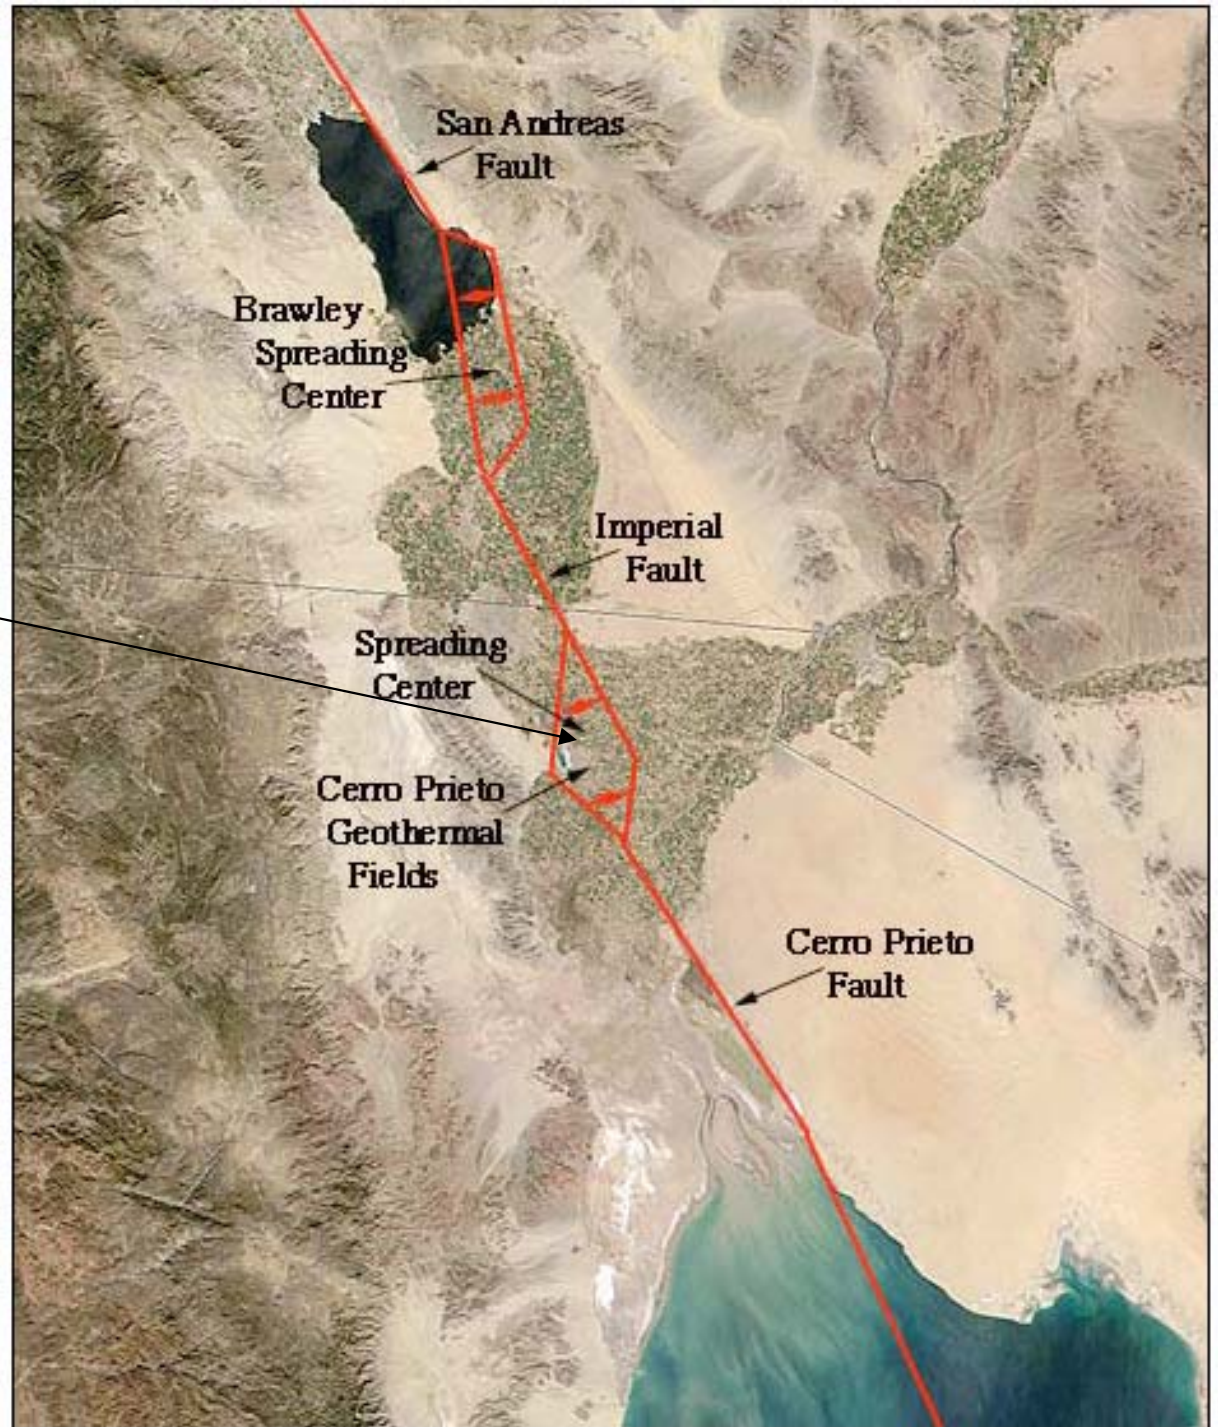 San Andreas
Fault
Brawley
Spreading
Center
Imperial
Fault
Spreading
Center
Cerro Prieto
Geothermal
Fields
Cerro Prieto
Fault